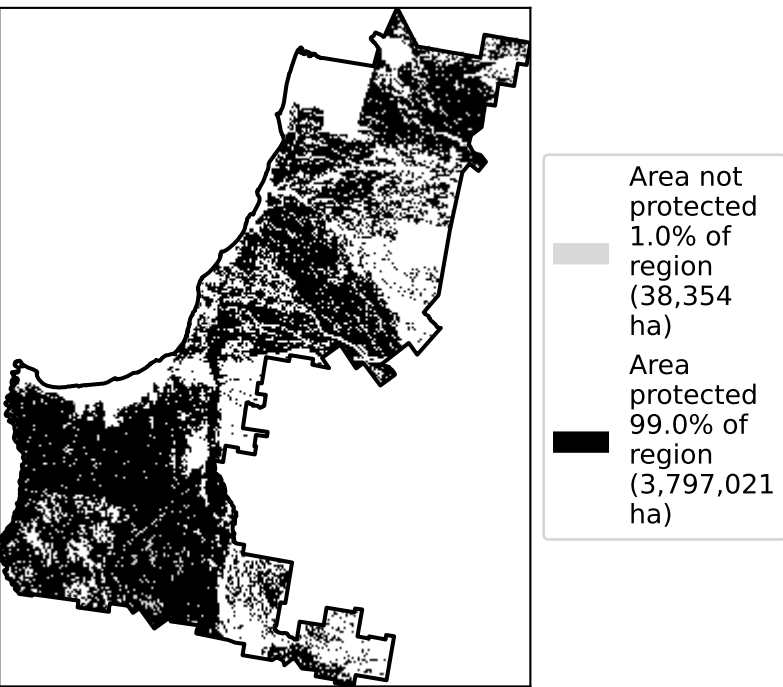 Area not
protected
1.0% of
region
(38,354
ha)
Area
protected
99.0% of
region
(3,797,021
ha)